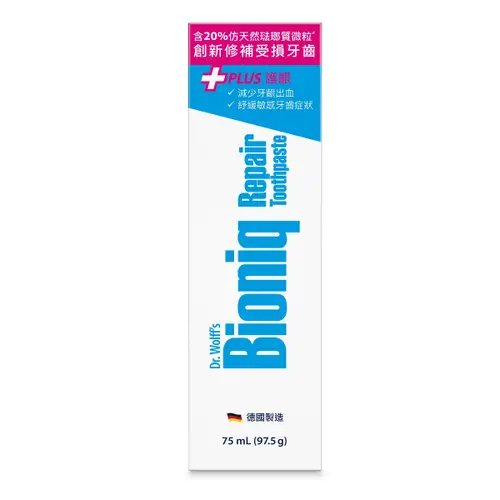 含20%仿天然琺瑯質微粒*
創新修補受損牙齒
PLUS 護齦
✓ 減少牙齦出血
✓ 舒緩敏感牙齒症狀
Dr. Wolff's
Bioniq
Repair
Toothpaste
德國製造
75 mL (97.5 g)